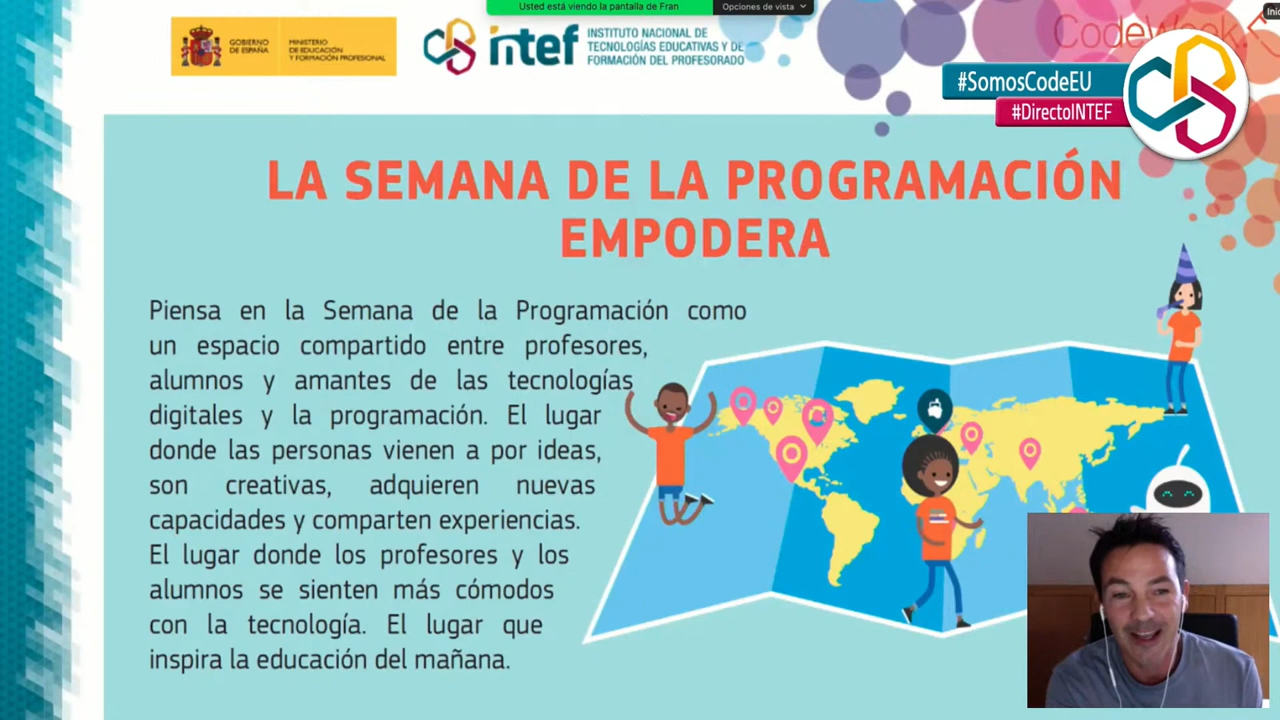 Usted está viendo la pantalla de Fran
Opciones de vista
GOBIERNO
DE ESPAÑA
MINISTERIO
DE EDUCACIÓN
Y FORMACIÓN PROFESIONAL
intef
INSTITUTO NACIONAL DE
TECNOLOGÍAS EDUCATIVAS Y DE
FORMACIÓN DEL PROFESORADO
CodeWeek
#SomosCodeEU
#DirectoINTEF
LA SEMANA DE LA PROGRAMACIÓN
EMPODERA
Piensa en la Semana de la Programación como
un espacio compartido entre profesores,
alumnos y amantes de las tecnologías
digitales y la programación. El lugar
donde las personas vienen a por ideas,
son creativas, adquieren nuevas
capacidades y comparten experiencias.
El lugar donde los profesores y los
alumnos se sienten más cómodos
con la tecnología. El lugar que
inspira la educación del mañana.